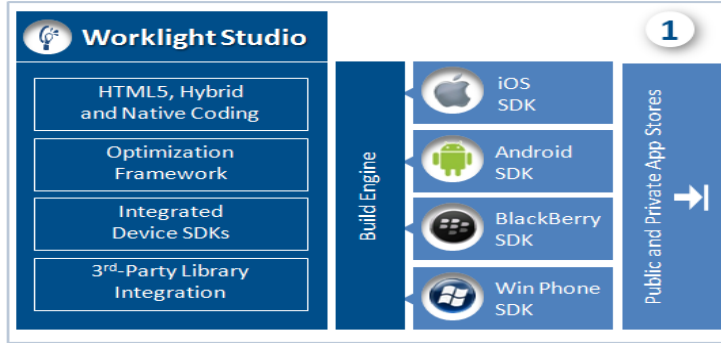 Worklight Studio
HTML5, Hybrid
and Native Coding
Optimization
Framework
Integrated
Device SDKs
3rd-Party Library
Integration
Build Engine
iOS
SDK
Android
SDK
BlackBerry
SDK
Win Phone
SDK
1
Public and Private App Stores